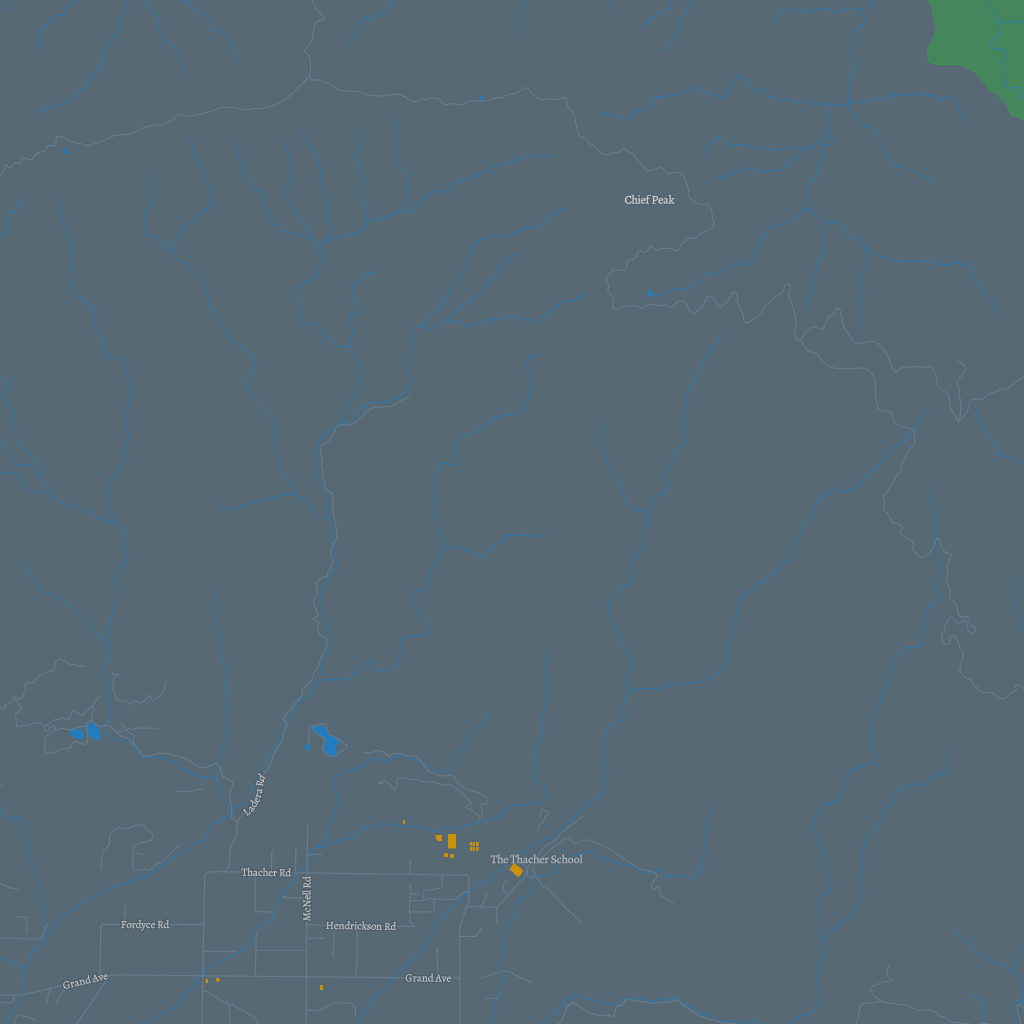 Chief Peak
Ladera Rd
The Thacher School
Thacher Rd
McNell Rd
Fordyce Rd
Hendrickson Rd
Grand Ave
Grand Ave